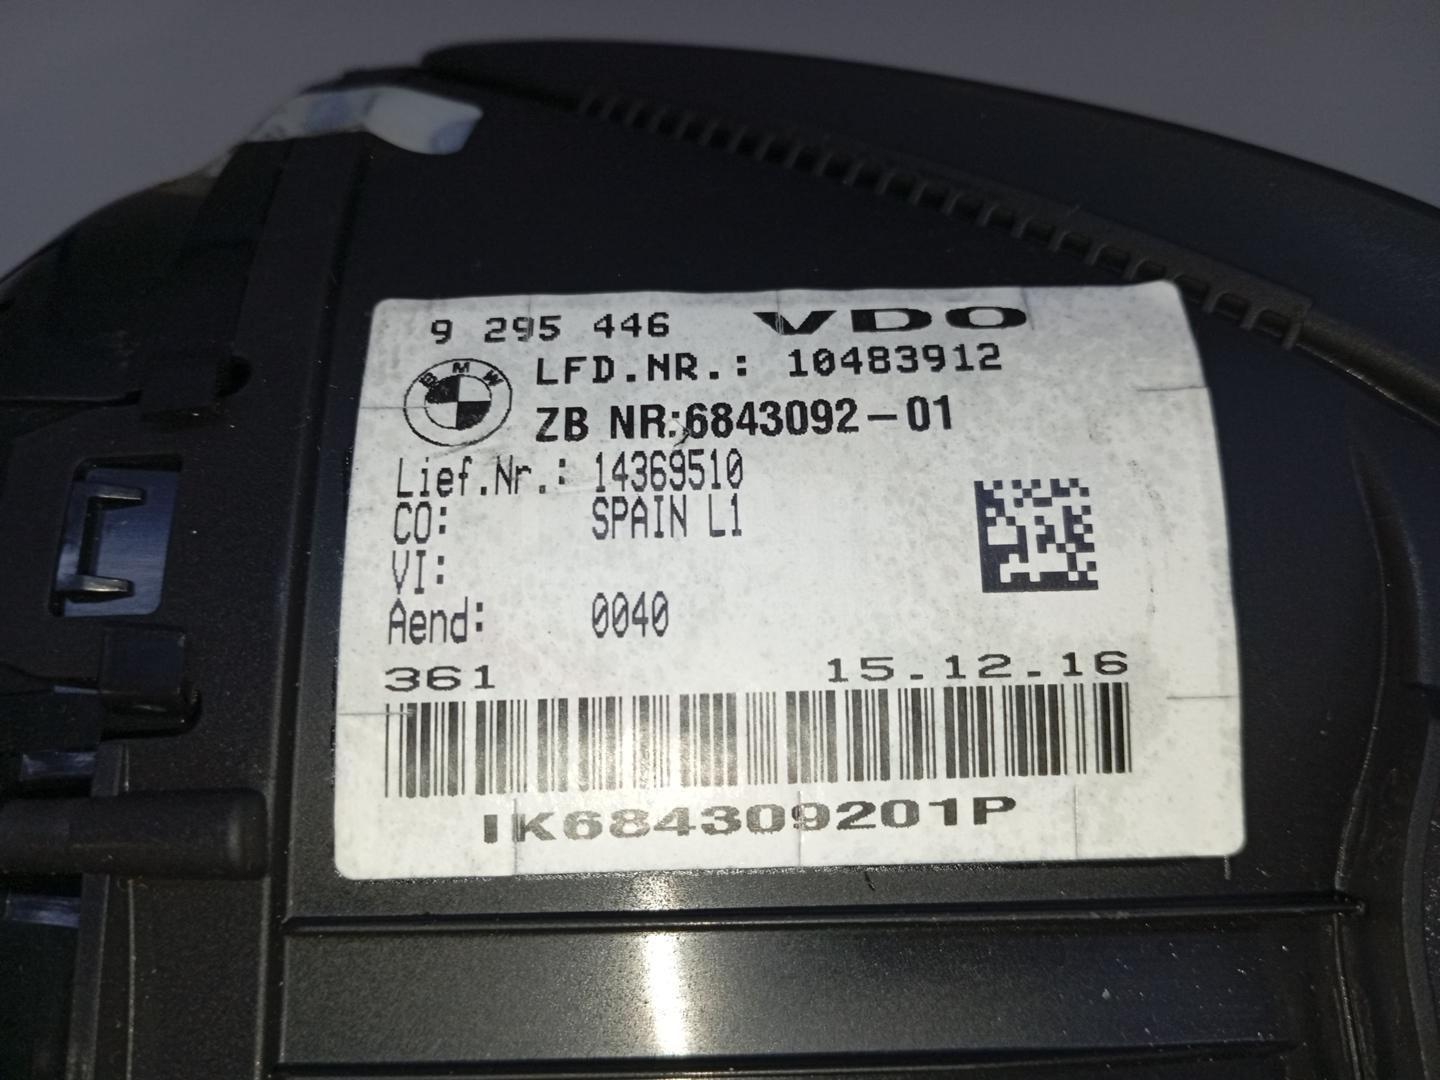 9 295 446 VDO
BMW
LFD.NR.: 10483912
ZB NR:6843092-01
Lief.Nr.: 14369510
CO: SPAIN L1
VI:
Aend: 0040
361 15.12.16
IK684309201P